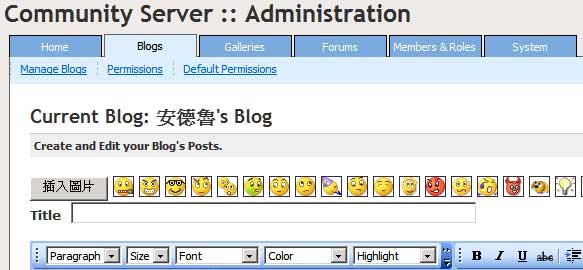 Community Server :: Administration
Home Blogs Galleries Forums Members & Roles System
Manage Blogs Permissions Default Permissions
Current Blog: 安德魯's Blog
Create and Edit your Blog's Posts.
插入圖片
Title
Paragraph Size Font Color Highlight B I U abc